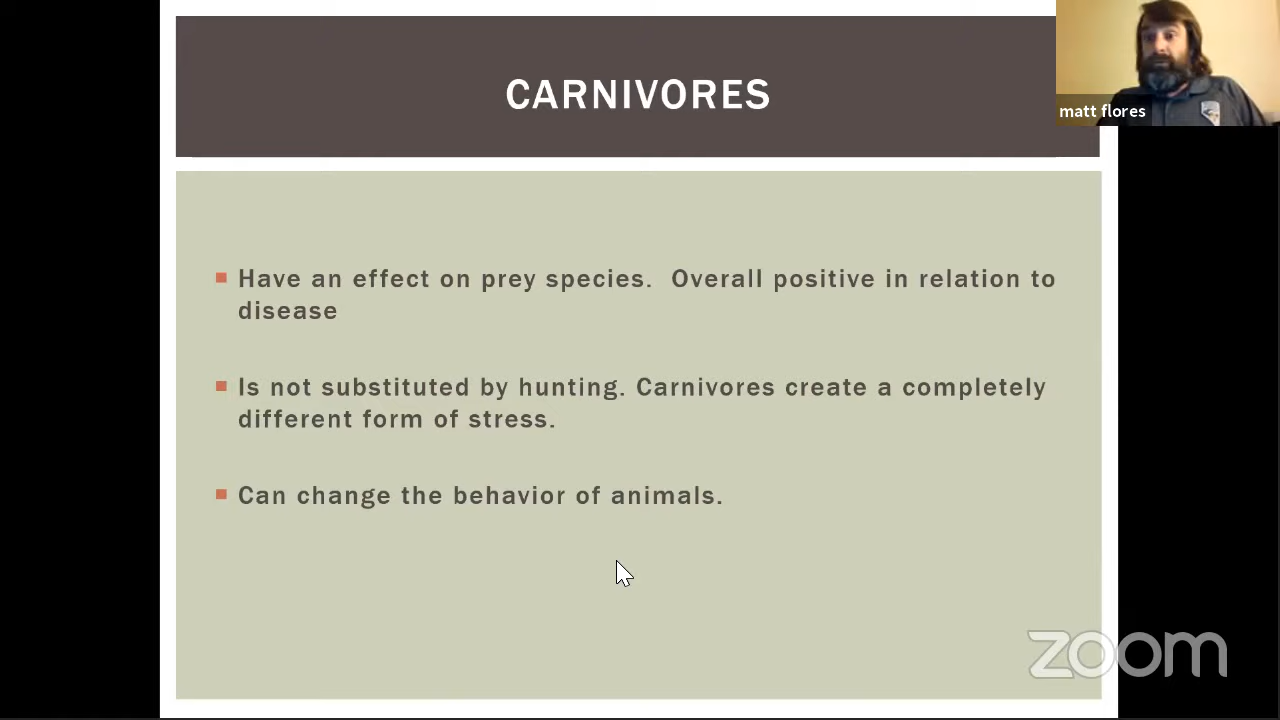 CARNIVORES
matt flores
Have an effect on prey species.  Overall positive in relation to
disease
Is not substituted by hunting. Carnivores create a completely
different form of stress.
Can change the behavior of animals.
zoom